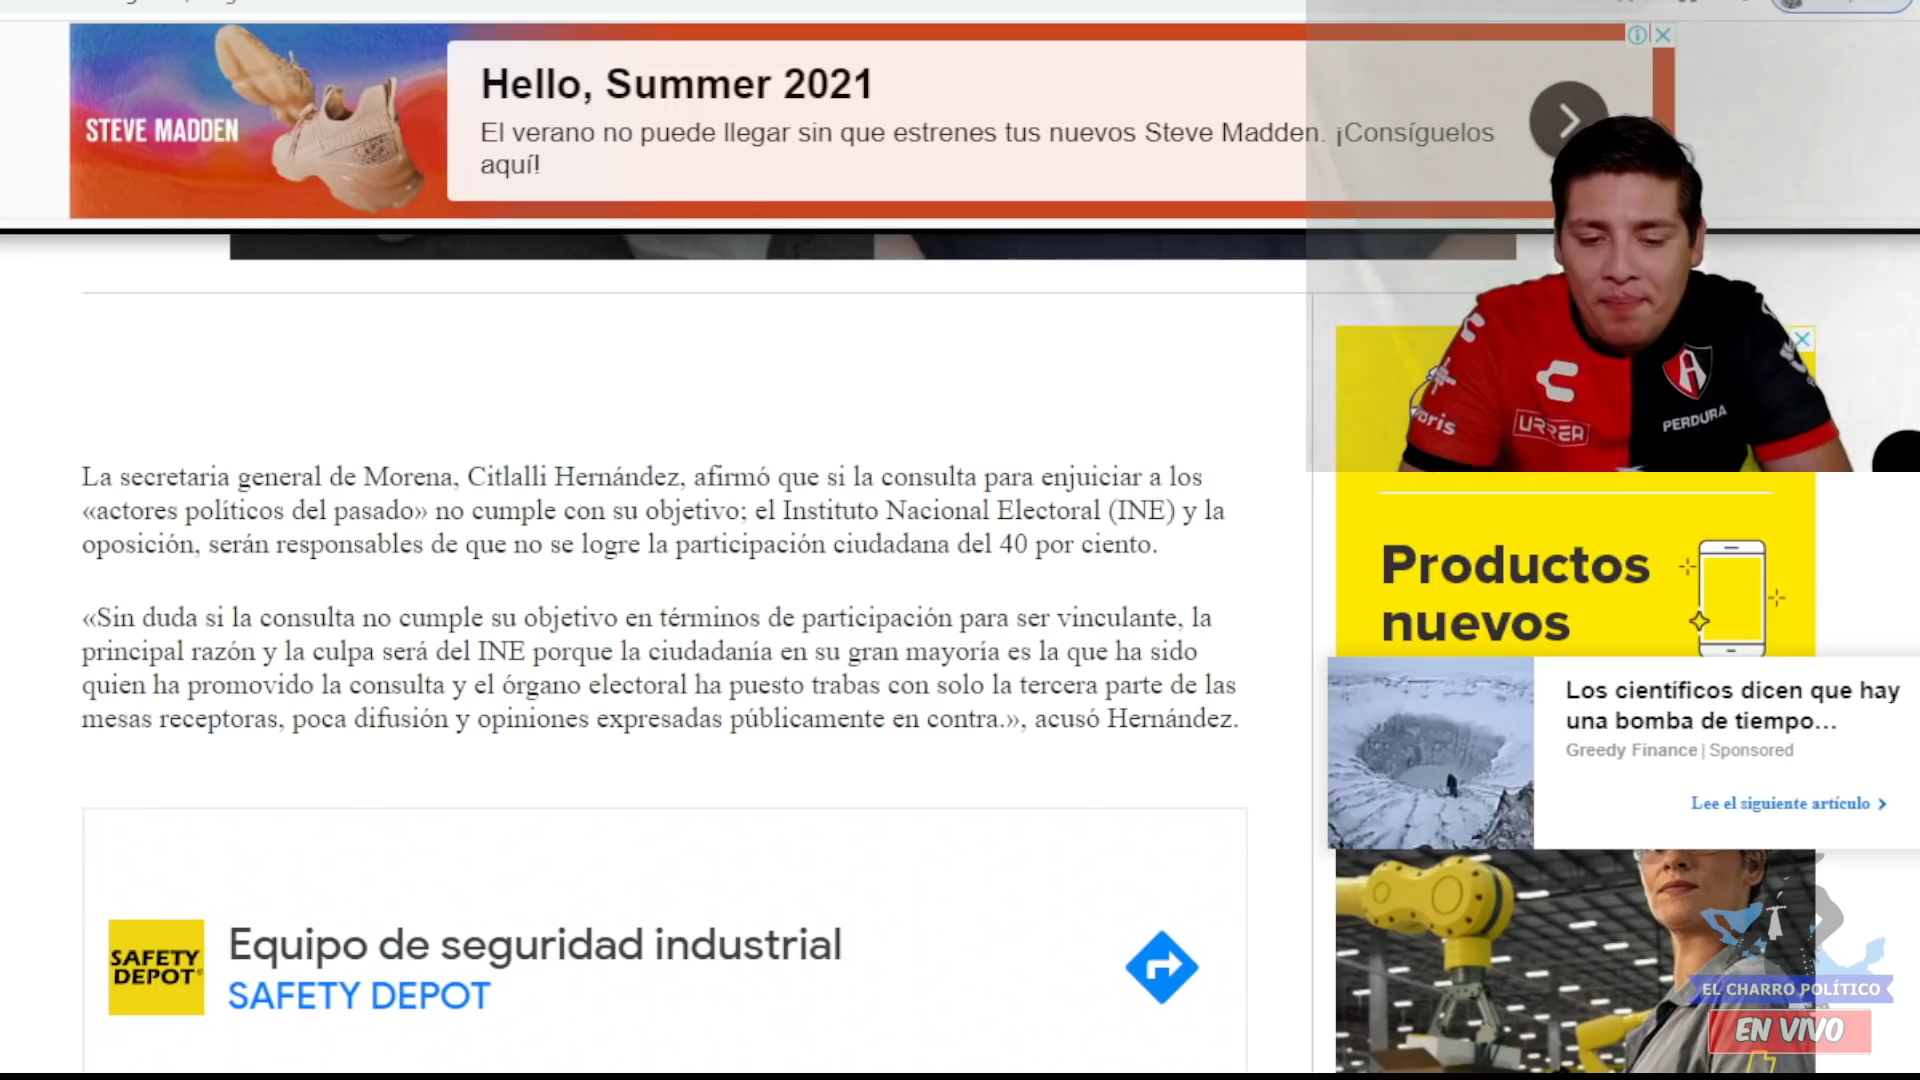 STEVE MADDEN
Hello, Summer 2021
El verano no puede llegar sin que estrenes tus nuevos Steve Madden. ¡Consíguelos
aquí!
URREA
PERDURA
La secretaria general de Morena, Citlalli Hernández, afirmó que si la consulta para enjuiciar a los
«actores políticos del pasado» no cumple con su objetivo; el Instituto Nacional Electoral (INE) y la
oposición, serán responsables de que no se logre la participación ciudadana del 40 por ciento.
«Sin duda si la consulta no cumple su objetivo en términos de participación para ser vinculante, la
principal razón y la culpa será del INE porque la ciudadanía en su gran mayoría es la que ha sido
quien ha promovido la consulta y el órgano electoral ha puesto trabas con solo la tercera parte de las
mesas receptoras, poca difusión y opiniones expresadas públicamente en contra.», acusó Hernández.
Productos
nuevos
Los científicos dicen que hay
una bomba de tiempo...
Greedy Finance | Sponsored
Lee el siguiente artículo
SAFETY
DEPOT
Equipo de seguridad industrial
SAFETY DEPOT
EL CHARRO POLÍTICO
EN VIVO